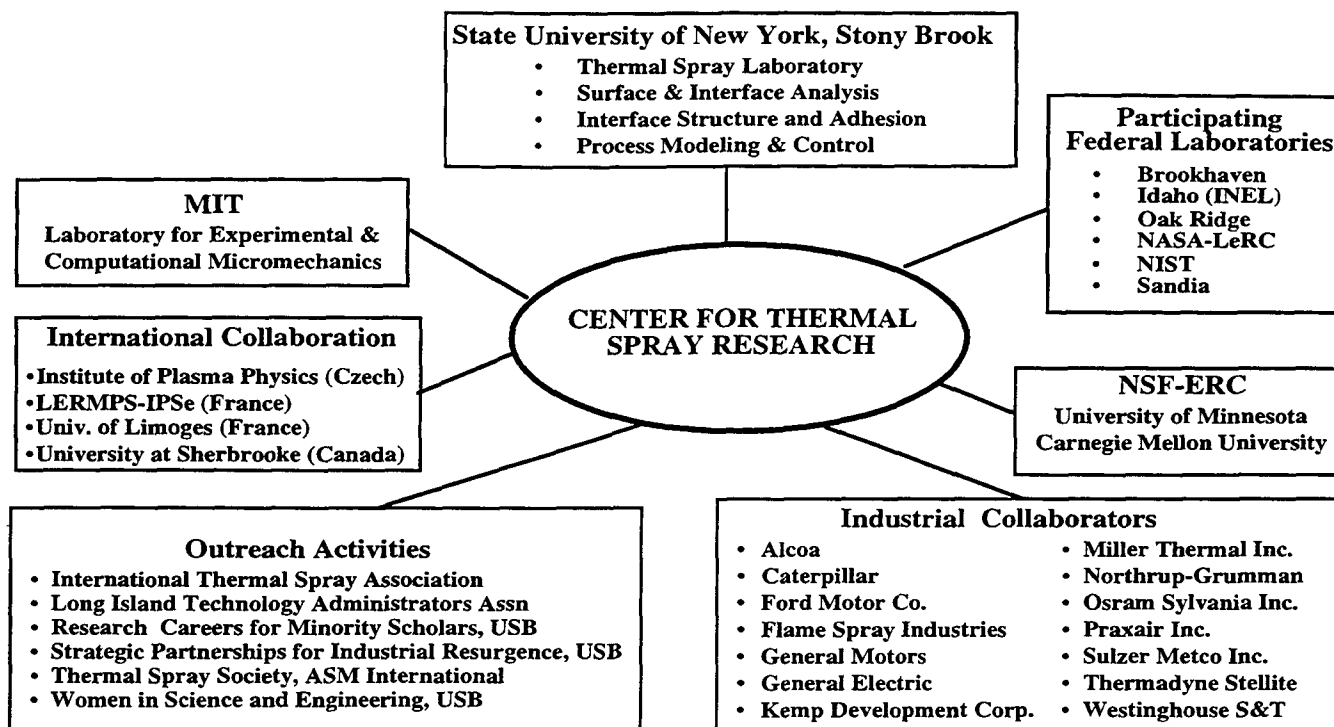 State University of New York, Stony Brook
• Thermal Spray Laboratory
• Surface & Interface Analysis
• Interface Structure and Adhesion
• Process Modeling & Control
Participating
Federal Laboratories
• Brookhaven
• Idaho (INEL)
• Oak Ridge
• NASA-LeRC
• NIST
• Sandia
MIT
Laboratory for Experimental &
Computational Micromechanics
CENTER FOR THERMAL
SPRAY RESEARCH
International Collaboration
•Institute of Plasma Physics (Czech)
•LERMPS-IPSe (France)
•Univ. of Limoges (France)
•University at Sherbrooke (Canada)
NSF-ERC
University of Minnesota
Carnegie Mellon University
Outreach Activities
• International Thermal Spray Association
• Long Island Technology Administrators Assn
• Research Careers for Minority Scholars, USB
• Strategic Partnerships for Industrial Resurgence, USB
• Thermal Spray Society, ASM International
• Women in Science and Engineering, USB
Industrial Collaborators
• Alcoa
• Caterpillar
• Ford Motor Co.
• Flame Spray Industries
• General Motors
• General Electric
• Kemp Development Corp.
• Miller Thermal Inc.
• Northrup-Grumman
• Osram Sylvania Inc.
• Praxair Inc.
• Sulzer Metco Inc.
• Thermadyne Stellite
• Westinghouse S&T